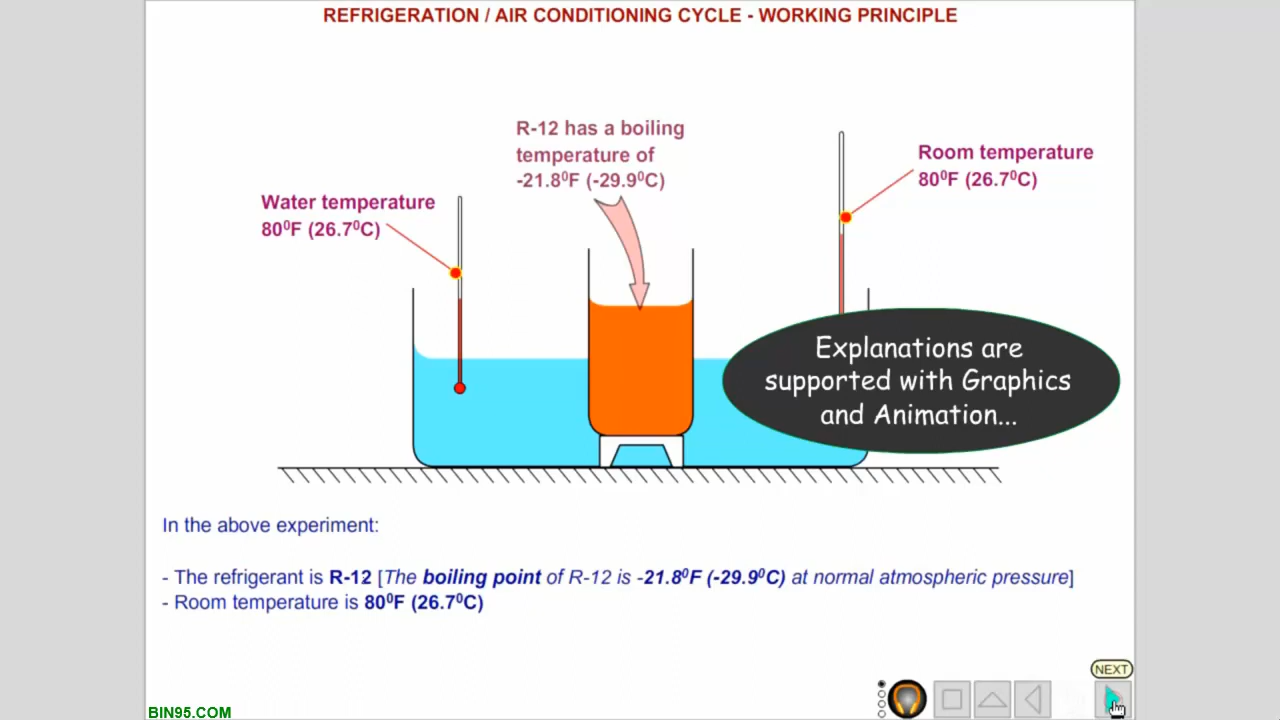 REFRIGERATION / AIR CONDITIONING CYCLE - WORKING PRINCIPLE
R-12 has a boiling
temperature of
-21.8⁰F (-29.9⁰C)
Room temperature
80⁰F (26.7⁰C)
Water temperature
80⁰F (26.7⁰C)
Explanations are
supported with Graphics
and Animation...
In the above experiment:
- The refrigerant is R-12 [The boiling point of R-12 is -21.8⁰F (-29.9⁰C) at normal atmospheric pressure]
- Room temperature is 80⁰F (26.7⁰C)
NEXT
BIN95.COM